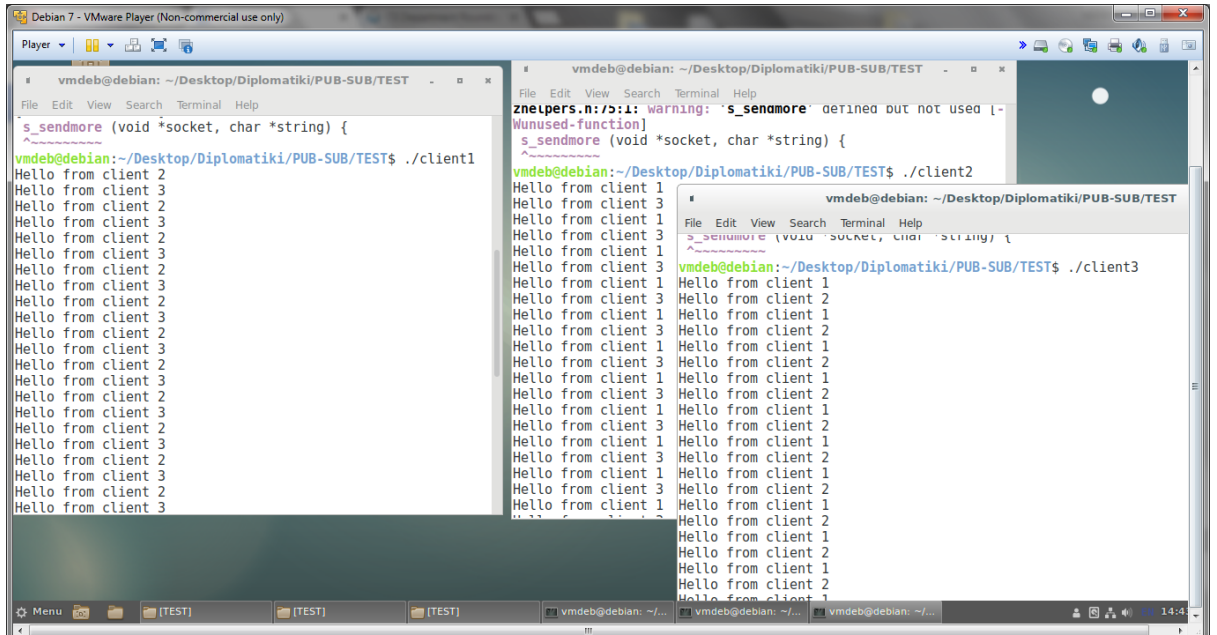 Debian 7 - VMware Player (Non-commercial use only)
Player
vmdeb@debian: ~/Desktop/Diplomatiki/PUB-SUB/TEST
File Edit View Search Terminal Help
s_sendmore (void *socket, char *string) {
^~~~~~~~~~
vmdeb@debian:~/Desktop/Diplomatiki/PUB-SUB/TEST$ ./client1
Hello from client 2
Hello from client 3
Hello from client 2
Hello from client 3
Hello from client 2
Hello from client 3
Hello from client 2
Hello from client 3
Hello from client 2
Hello from client 3
Hello from client 2
Hello from client 3
Hello from client 2
Hello from client 3
Hello from client 2
Hello from client 3
Hello from client 2
Hello from client 3
Hello from client 2
Hello from client 3
Hello from client 2
Hello from client 3
vmdeb@debian: ~/Desktop/Diplomatiki/PUB-SUB/TEST
File Edit View Search Terminal Help
zhelpers.h:75:1: warning: 's_sendmore' defined but not used [-
Wunused-function]
s_sendmore (void *socket, char *string) {
^~~~~~~~~~
vmdeb@debian:~/Desktop/Diplomatiki/PUB-SUB/TEST$ ./client2
Hello from client 1
Hello from client 3
Hello from client 1
Hello from client 3
Hello from client 1
Hello from client 3
Hello from client 1
Hello from client 3
Hello from client 1
Hello from client 3
Hello from client 1
Hello from client 3
Hello from client 1
Hello from client 3
Hello from client 1
Hello from client 3
Hello from client 1
Hello from client 3
Hello from client 1
Hello from client 3
Hello from client 1
vmdeb@debian: ~/Desktop/Diplomatiki/PUB-SUB/TEST
File Edit View Search Terminal Help
s_sendmore (void *socket, char *string) {
^~~~~~~~~~
vmdeb@debian:~/Desktop/Diplomatiki/PUB-SUB/TEST$ ./client3
Hello from client 1
Hello from client 2
Hello from client 1
Hello from client 2
Hello from client 1
Hello from client 2
Hello from client 1
Hello from client 2
Hello from client 1
Hello from client 2
Hello from client 1
Hello from client 2
Hello from client 1
Hello from client 2
Hello from client 1
Hello from client 2
Hello from client 1
Hello from client 2
Hello from client 1
Hello from client 2
Hello from client 1
Menu [TEST] [TEST] [TEST] vmdeb@debian: ~/... vmdeb@debian: ~/... vmdeb@debian: ~/...